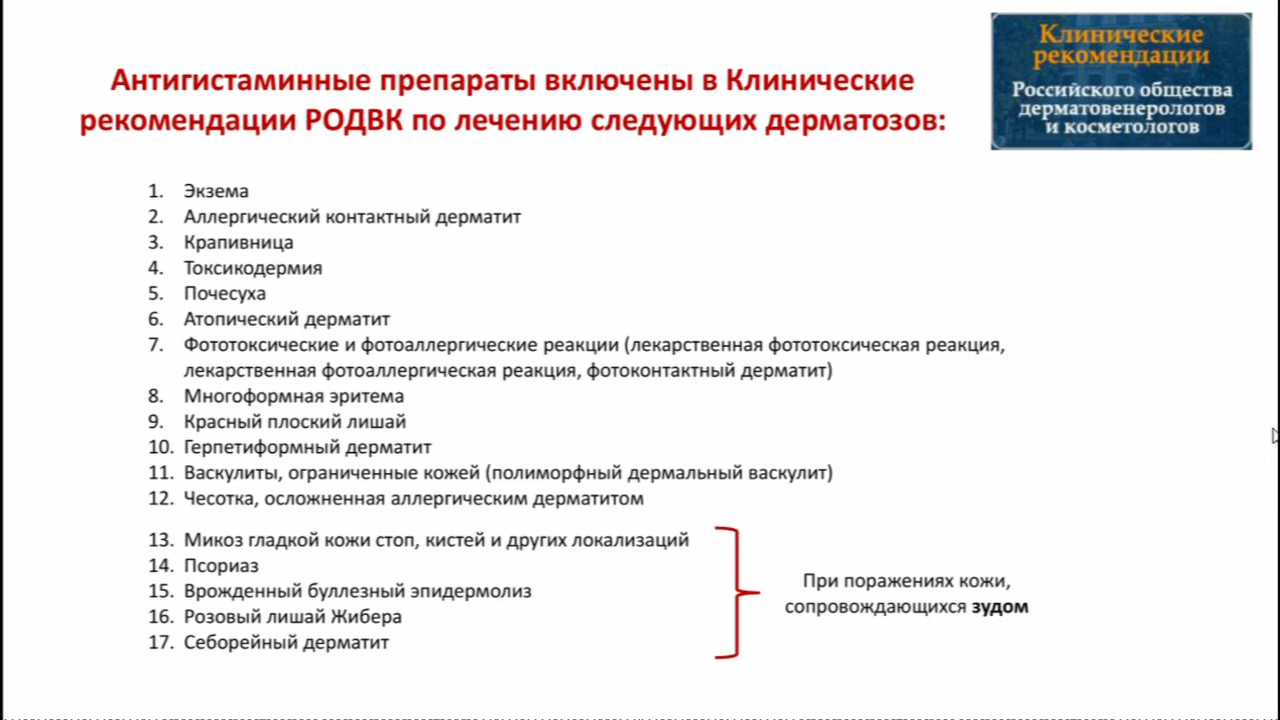 Антигистаминные препараты включены в Клинические
рекомендации РОДВК по лечению следующих дерматозов:
Клинические
рекомендации
Российского общества
дерматовенерологов
и косметологов
1. Экзема
2. Аллергический контактный дерматит
3. Крапивница
4. Токсикодермия
5. Почесуха
6. Атопический дерматит
7. Фототоксические и фотоаллергические реакции (лекарственная фототоксическая реакция,
лекарственная фотоаллергическая реакция, фотоконтактный дерматит)
8. Многоформная эритема
9. Красный плоский лишай
10. Герпетиформный дерматит
11. Васкулиты, ограниченные кожей (полиморфный дермальный васкулит)
12. Чесотка, осложненная аллергическим дерматитом
13. Микоз гладкой кожи стоп, кистей и других локализаций
14. Псориаз
15. Врожденный буллезный эпидермолиз
16. Розовый лишай Жибера
17. Себорейный дерматит
При поражениях кожи,
сопровождающихся зудом